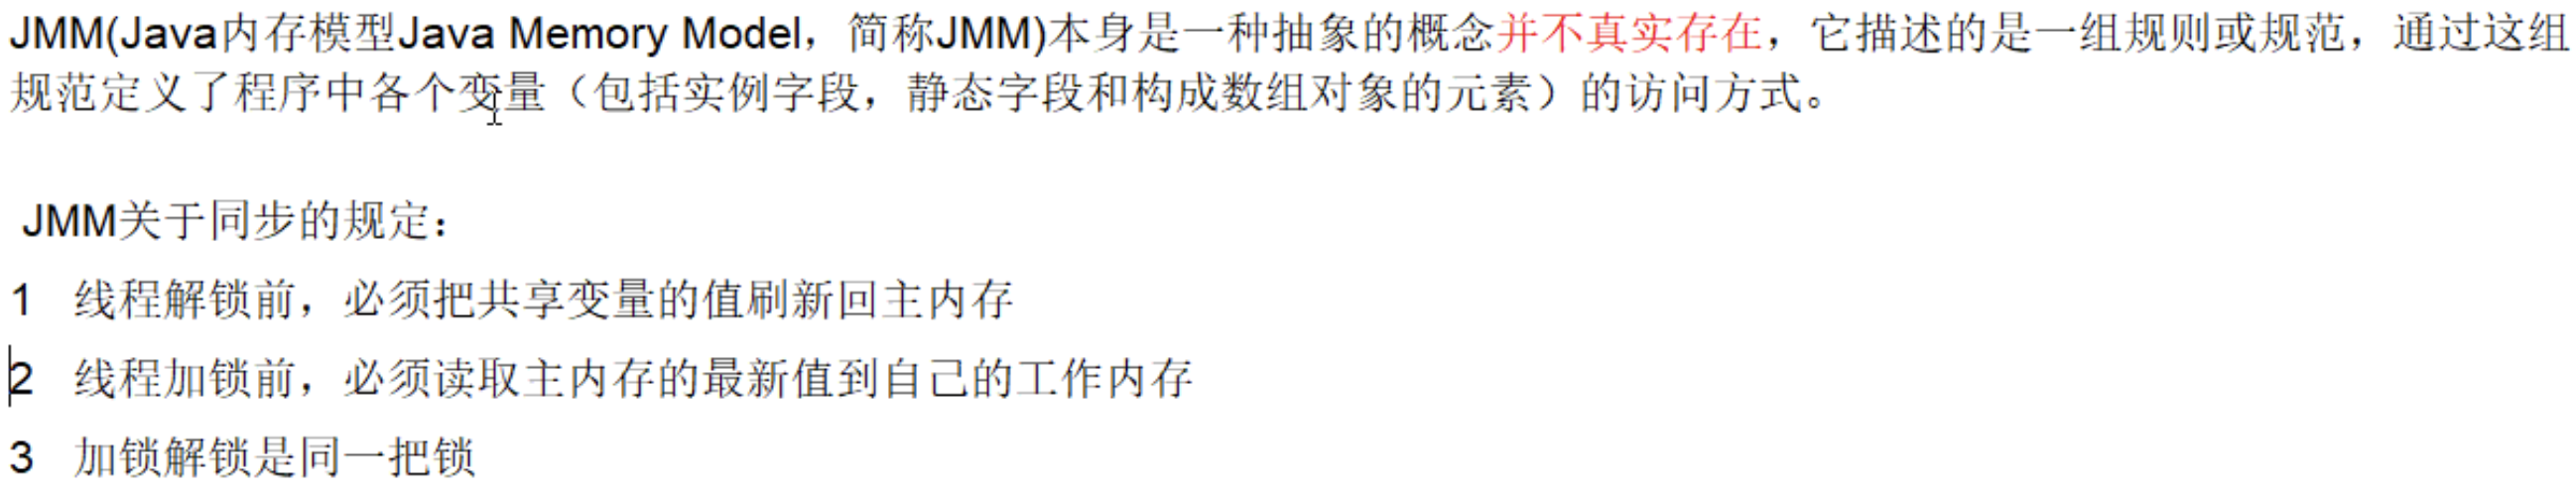 JMM(Java内存模型Java Memory Model，简称JMM)本身是一种抽象的概念并不真实存在，它描述的是一组规则或规范，通过这组
规范定义了程序中各个变量（包括实例字段，静态字段和构成数组对象的元素）的访问方式。
JMM关于同步的规定：
1 线程解锁前，必须把共享变量的值刷新回主内存
2 线程加锁前，必须读取主内存的最新值到自己的工作内存
3 加锁解锁是同一把锁